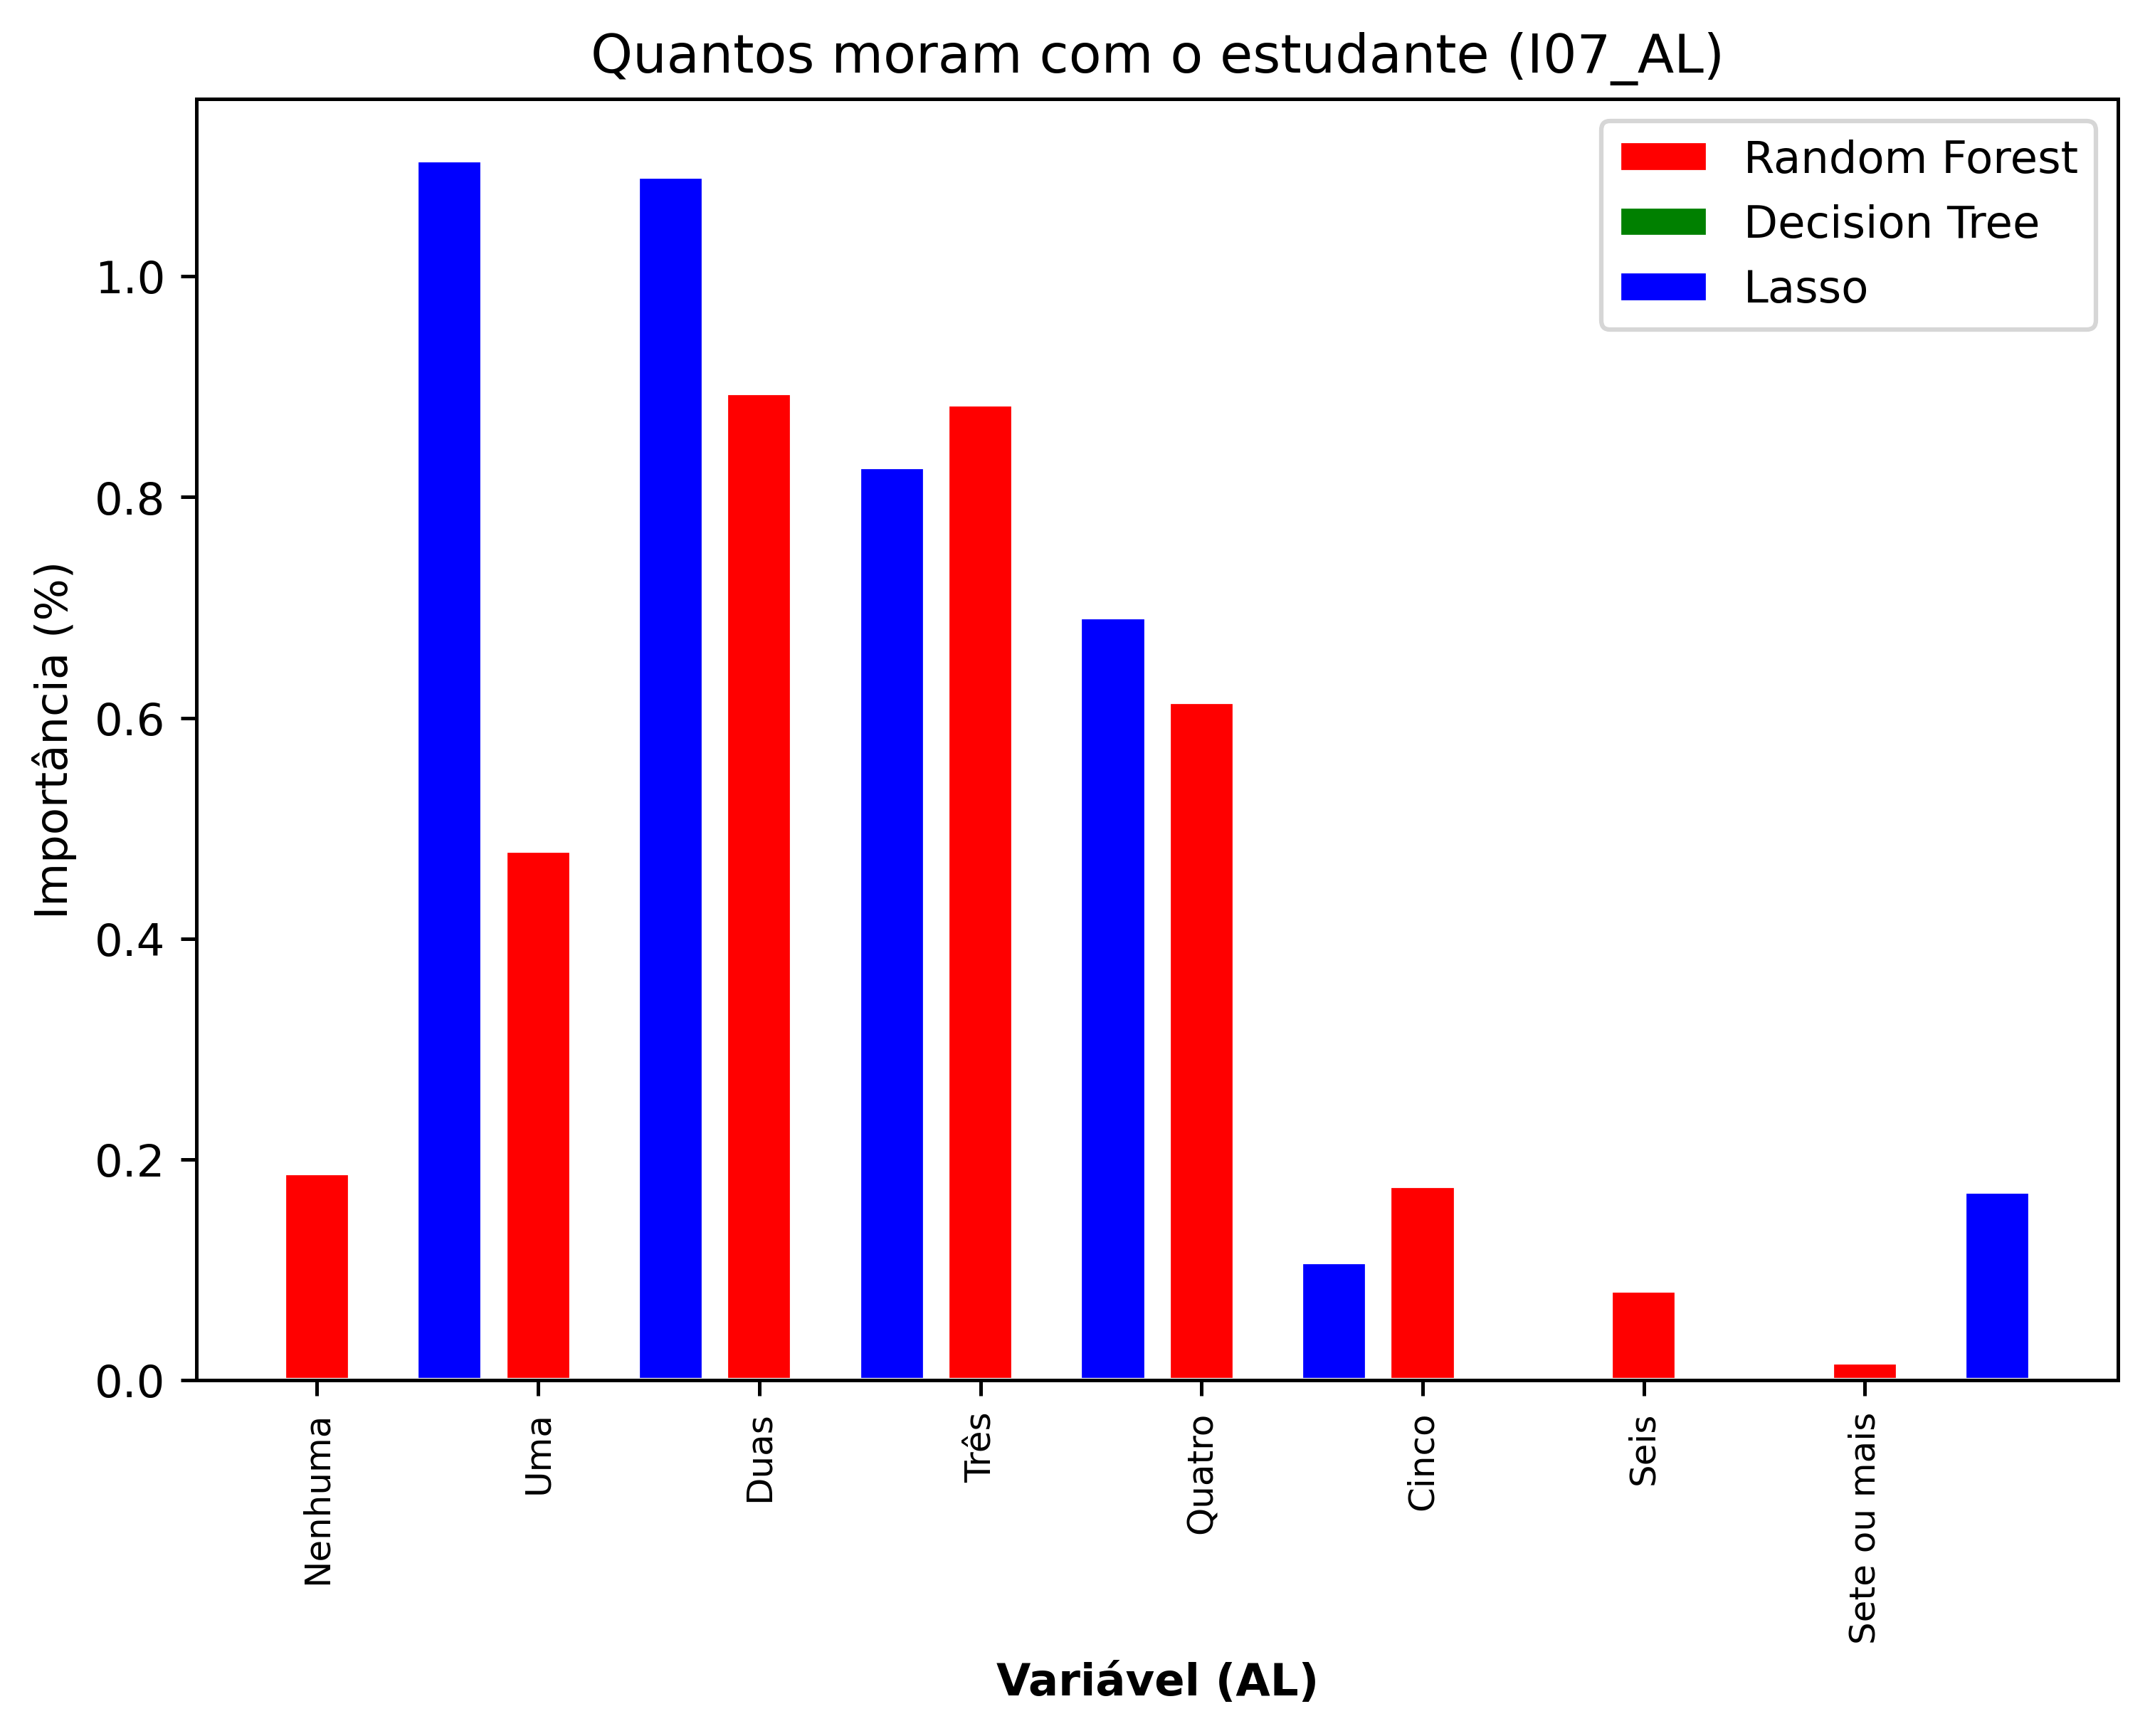 Quantos moram com o estudante (I07_AL)
Random Forest
Decision Tree
Lasso
Importância (%)
1.0
0.8
0.6
0.4
0.2
0.0
Nenhuma
Uma
Duas
Três
Quatro
Cinco
Seis
Sete ou mais
Variável (AL)